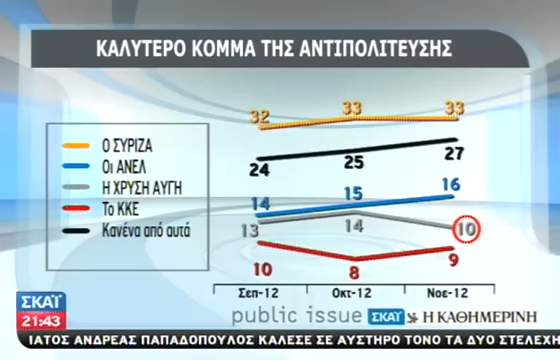 ΚΑΛΥΤΕΡΟ ΚΟΜΜΑ ΤΗΣ ΑΝΤΙΠΟΛΙΤΕΥΣΗΣ
32 33 33
Ο ΣΥΡΙΖΑ
Οι ΑΝΕΛ
Η ΧΡΥΣΗ ΑΥΓΗ
Το ΚΚΕ
Κανένα από αυτά
24 25 27
14 15 16
13 14 10
10 8 9
Σεπ-12 Οκτ-12 Νοε-12
public issue ΣΚΑΪ Η ΚΑΘΗΜΕΡΙΝΗ
ΣΚΑΪ
21:43
ΙΑΤΟΣ ΑΝΔΡΕΑΣ ΠΑΠΑΔΟΠΟΥΛΟΣ ΚΑΛΕΣΕ ΣΕ ΑΥΣΤΗΡΟ ΤΟΝΟ ΤΑ ΔΥΟ ΣΤΕΛΕΧ